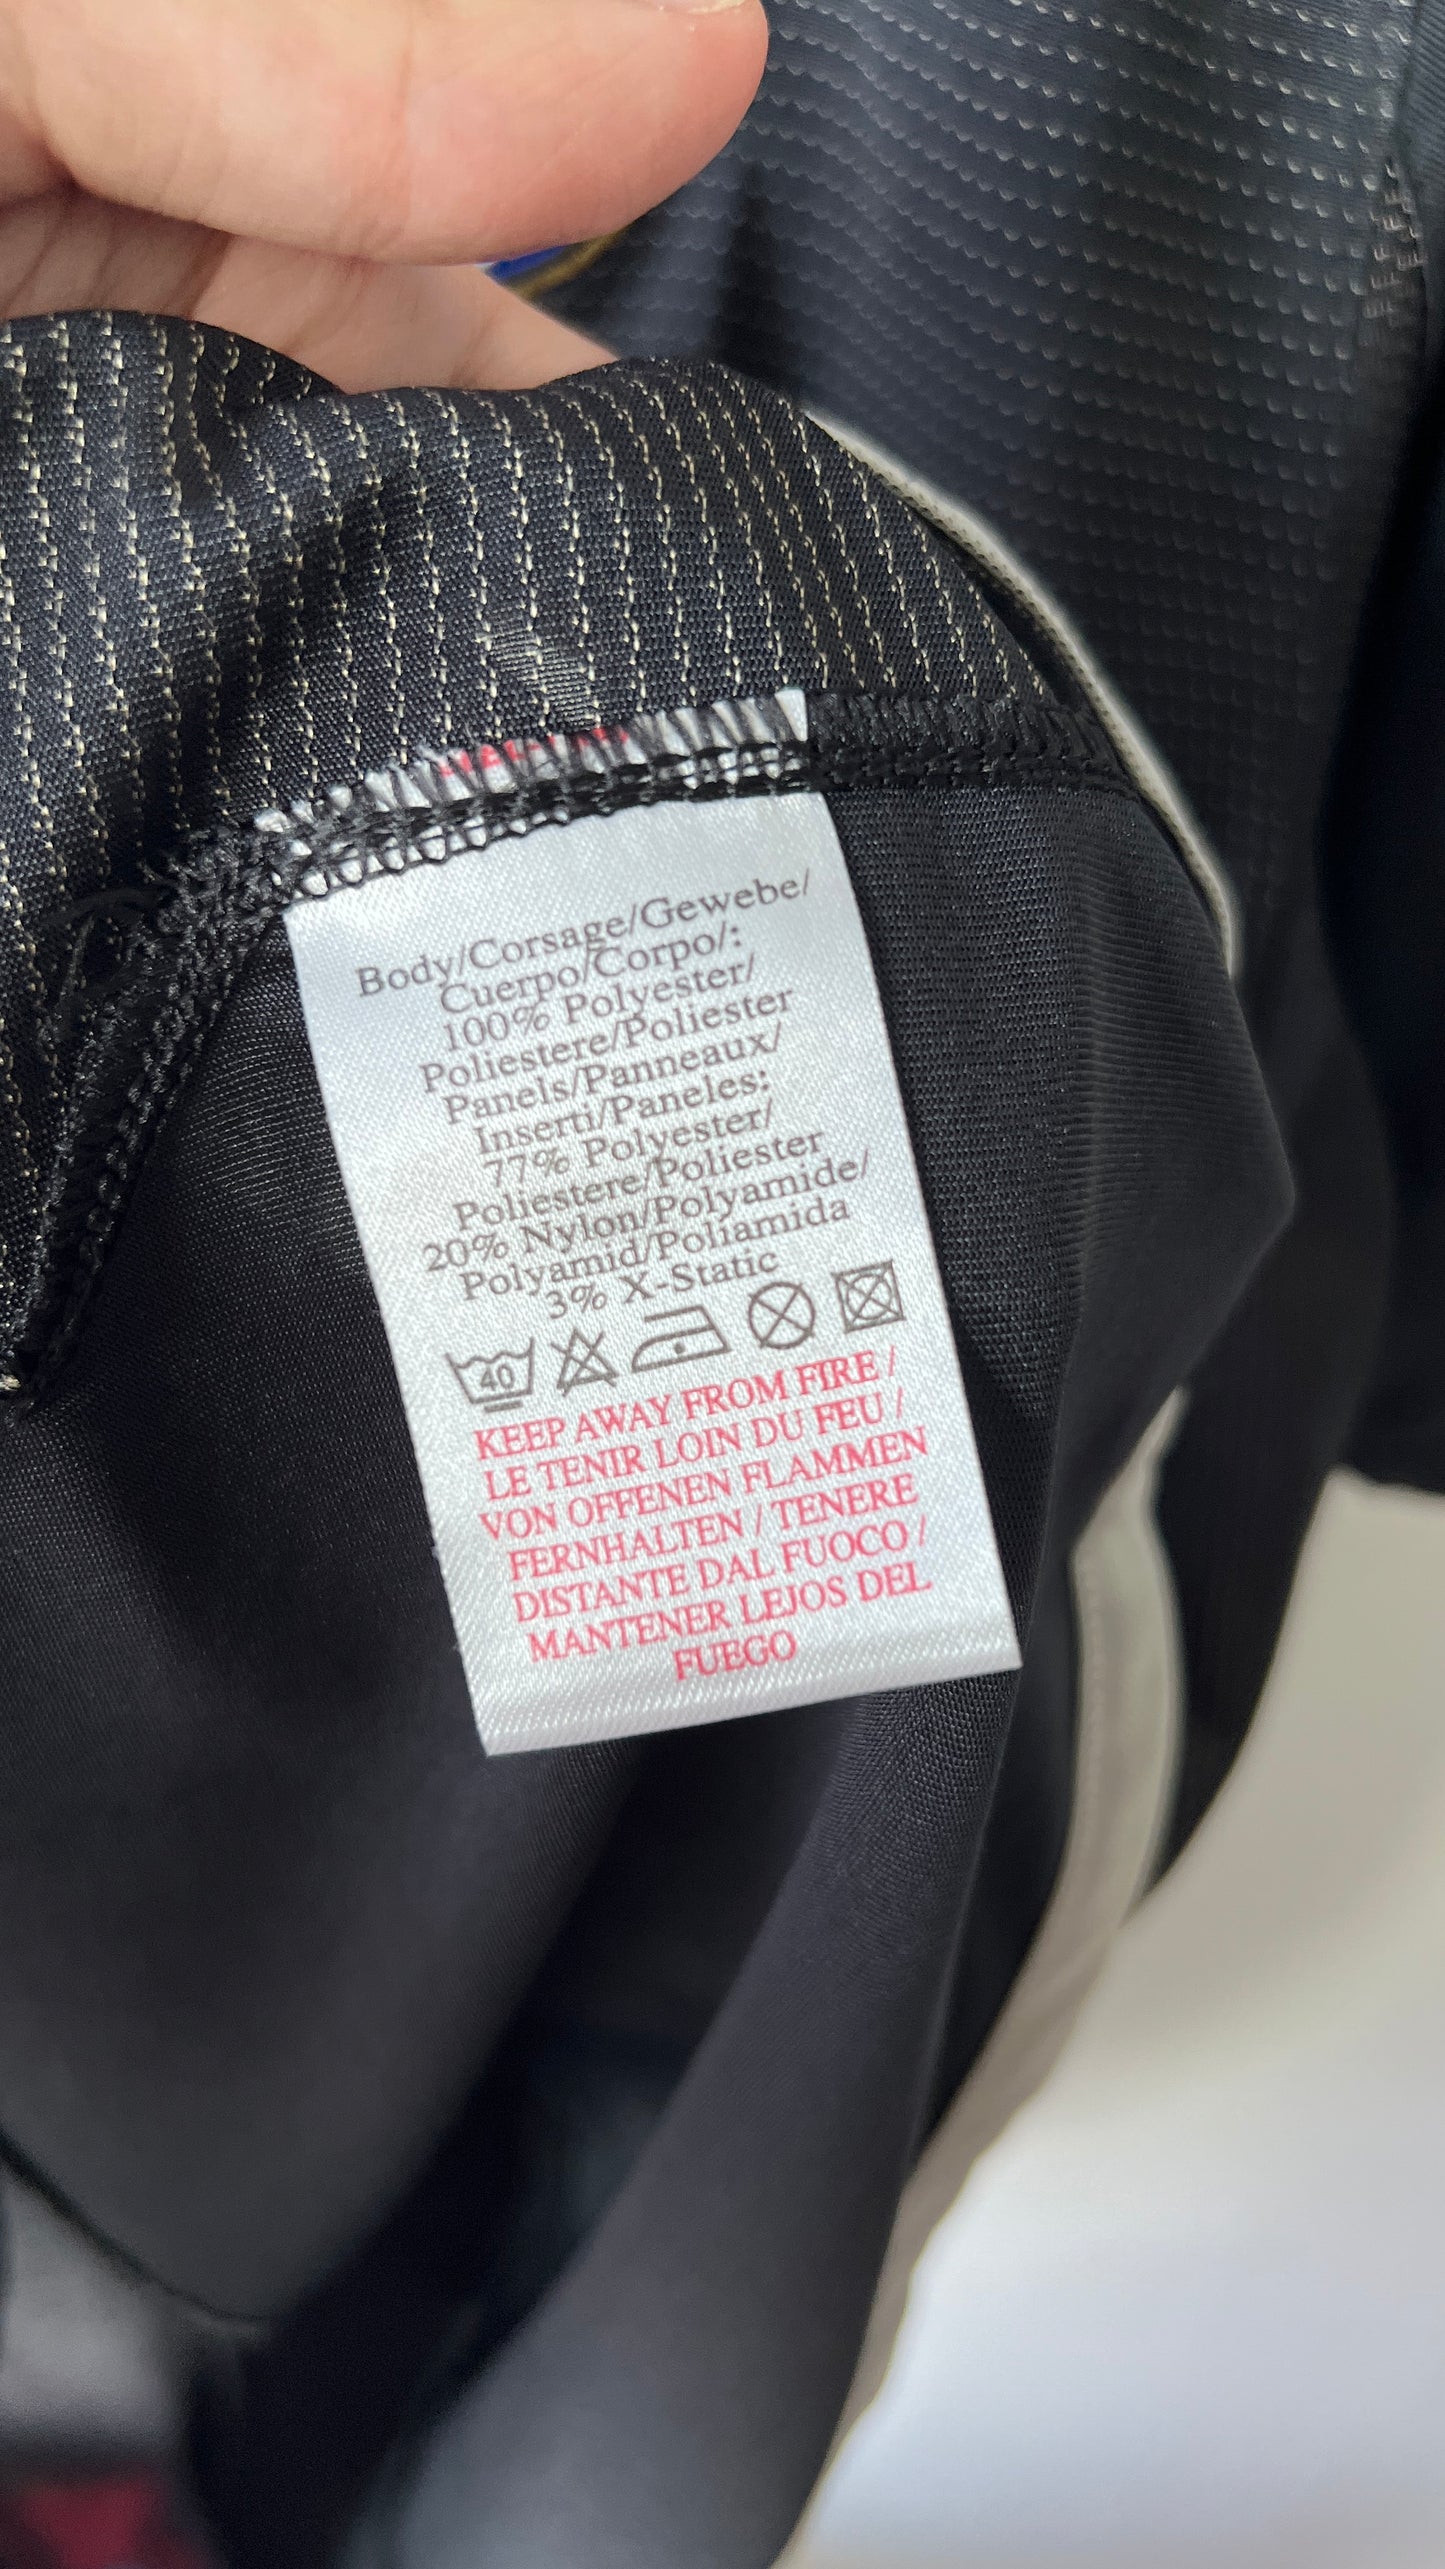 Body/Corsage/Gewebe/
Cuerpo/Corpo/:
100% Polyester/
Poliestere/Poliester
Panels/Panneaux/
Inserti/Paneles:
77% Polyester/
Poliestere/Poliester
20% Nylon/Polyamide/
Polyamid/Políamida
3% X-Static
40
KEEP AWAY FROM FIRE /
LE TENIR LOIN DU FEU /
VON OFFENEN FLAMMEN
FERNHALTEN / TENERE
DISTANTE DAL FUOCO /
MANTENER LEJOS DEL
FUEGO